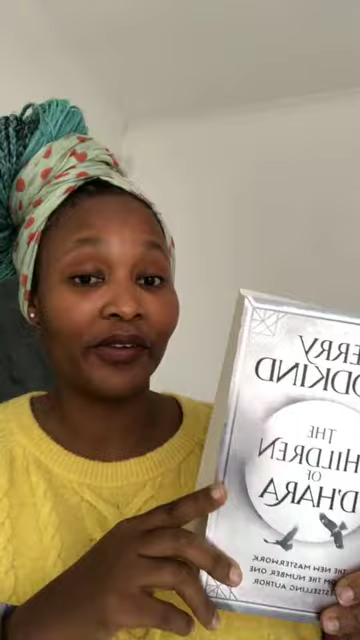 ERRY
ODKIND
THE
HILDREN
OF
D'HARA
THE NEW MASTERWORK
OM THE NUMBER ONE
STSELLING AUTHOR